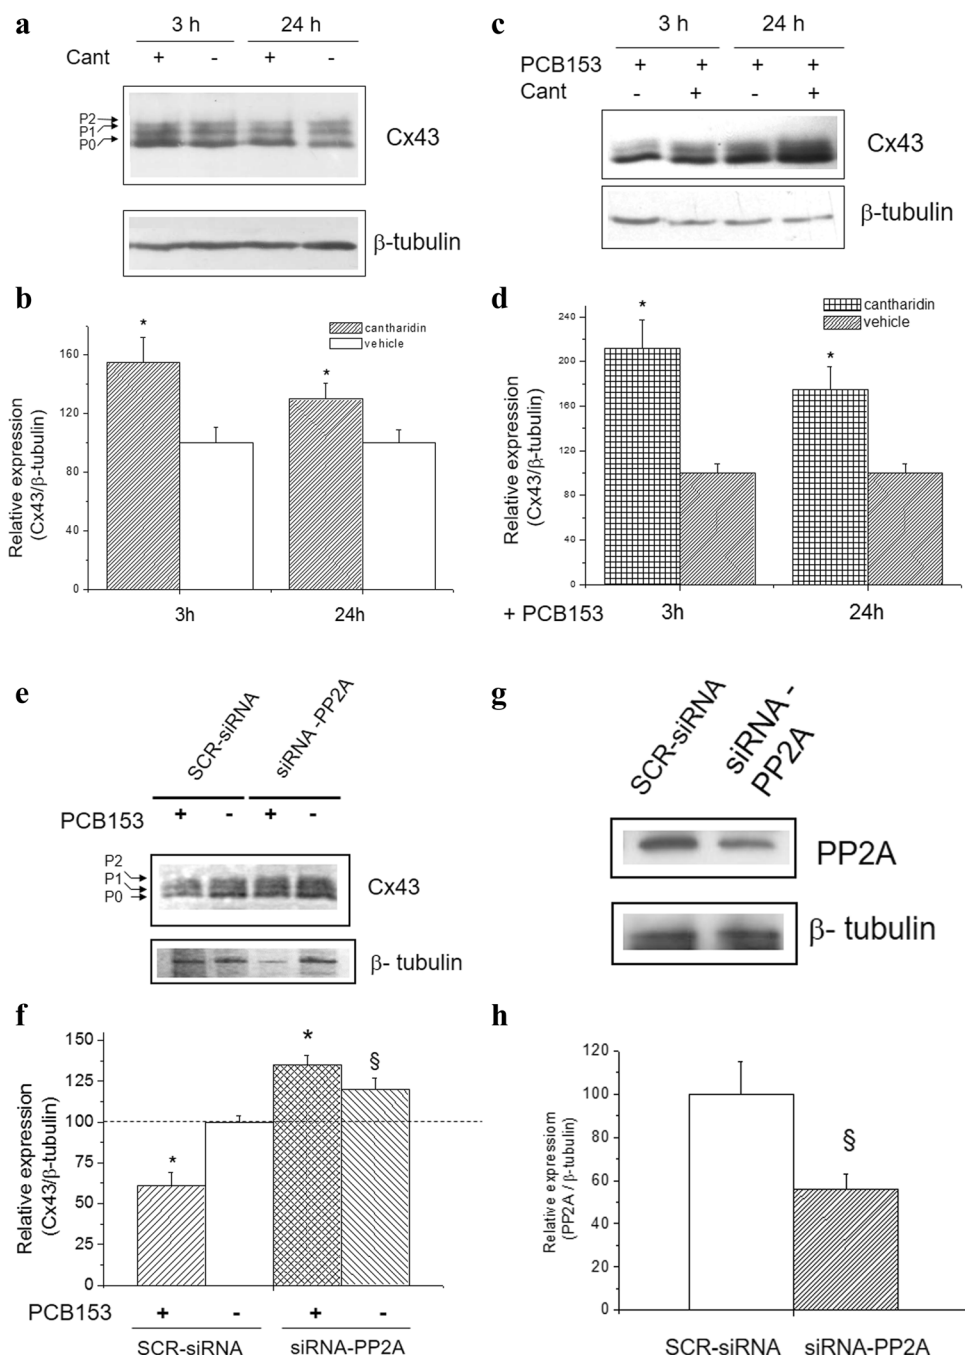 a
3 h 24 h
Cant + - + -
P2
P1
P0
Cx43
β-tubulin
b
Relative expression
(Cx43/β-tubulin)
160
120
80
40
0
*
*
cantharidin
vehicle
3h 24h
c
3 h 24 h
PCB153 + + + +
Cant - + - +
Cx43
β-tubulin
d
Relative expression
(Cx43/β-tubulin)
240
200
160
120
80
40
0
*
*
cantharidin
vehicle
+ PCB153 3h 24h
e
SCR-siRNA
siRNA-PP2A
PCB153 + - + -
P2
P1
P0
Cx43
β- tubulin
f
Relative expression
(Cx43/β-tubulin)
150
125
100
75
50
25
0
*
*
§
PCB153 + - + -
SCR-siRNA siRNA-PP2A
g
SCR-siRNA
siRNA -
PP2A
PP2A
β- tubulin
h
Relative expressiom
(PP2A / β-tubulin)
120
100
80
60
40
20
0
§
SCR-siRNA siRNA-PP2A